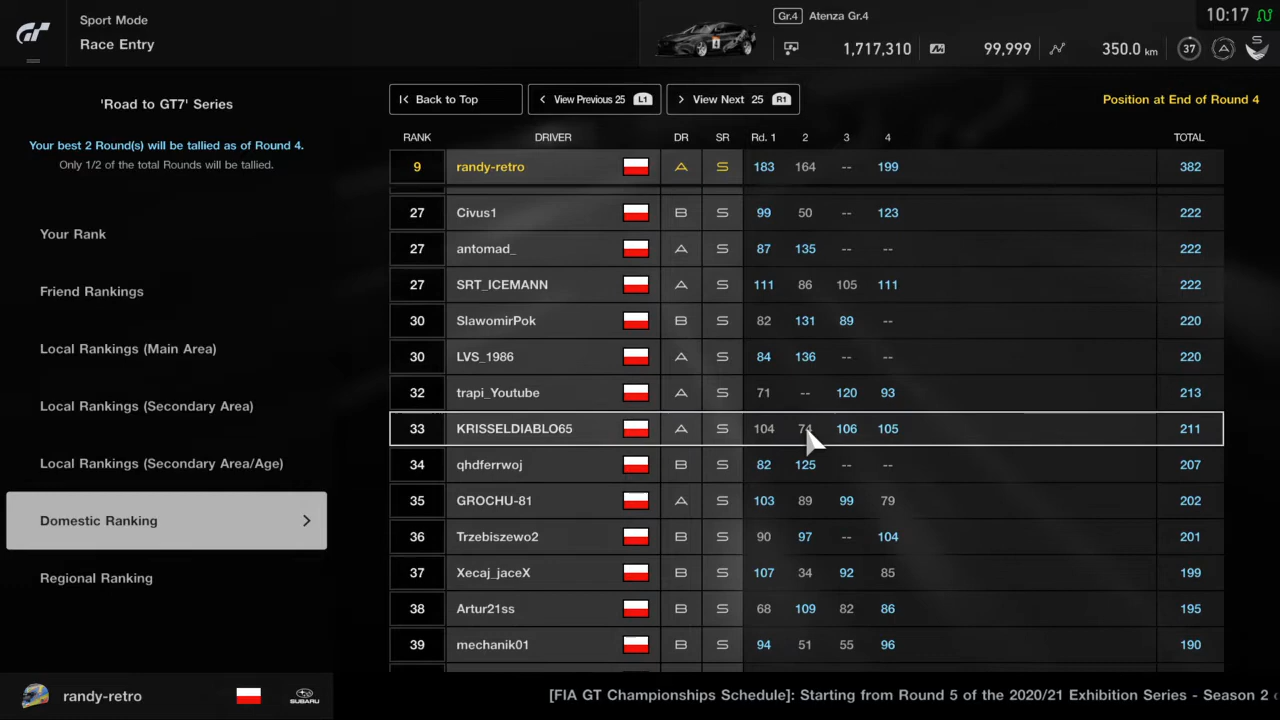 GT
Sport Mode
Race Entry
Gr.4 Atenza Gr.4
10:17
1,717,310 99,999 350.0 km 37 A S
'Road to GT7' Series
Your best 2 Round(s) will be tallied as of Round 4.
Only 1/2 of the total Rounds will be tallied.
Your Rank
Friend Rankings
Local Rankings (Main Area)
Local Rankings (Secondary Area)
Local Rankings (Secondary Area/Age)
Domestic Ranking
Regional Ranking
Back to Top View Previous 25 L1 View Next 25 R1 Position at End of Round 4
RANK DRIVER DR SR Rd. 1 2 3 4 TOTAL
9 randy-retro A S 183 164 -- 199 382
27 Civus1 B S 99 50 -- 123 222
27 antomad_ A S 87 135 -- -- 222
27 SRT_ICEMANN A S 111 86 105 111 222
30 SlawomirPok B S 82 131 89 -- 220
30 LVS_1986 A S 84 136 -- -- 220
32 trapi_Youtube A S 71 -- 120 93 213
33 KRISSELDIABLO65 A S 104 74 106 105 211
34 qhdferrwoj B S 82 125 -- -- 207
35 GROCHU-81 A S 103 89 99 79 202
36 Trzebiszewo2 B S 90 97 -- 104 201
37 Xecaj_jaceX B S 107 34 92 85 199
38 Artur21ss B S 68 109 82 86 195
39 mechanik01 B S 94 51 55 96 190
randy-retro SUBARU
[FIA GT Championships Schedule]: Starting from Round 5 of the 2020/21 Exhibition Series - Season 2